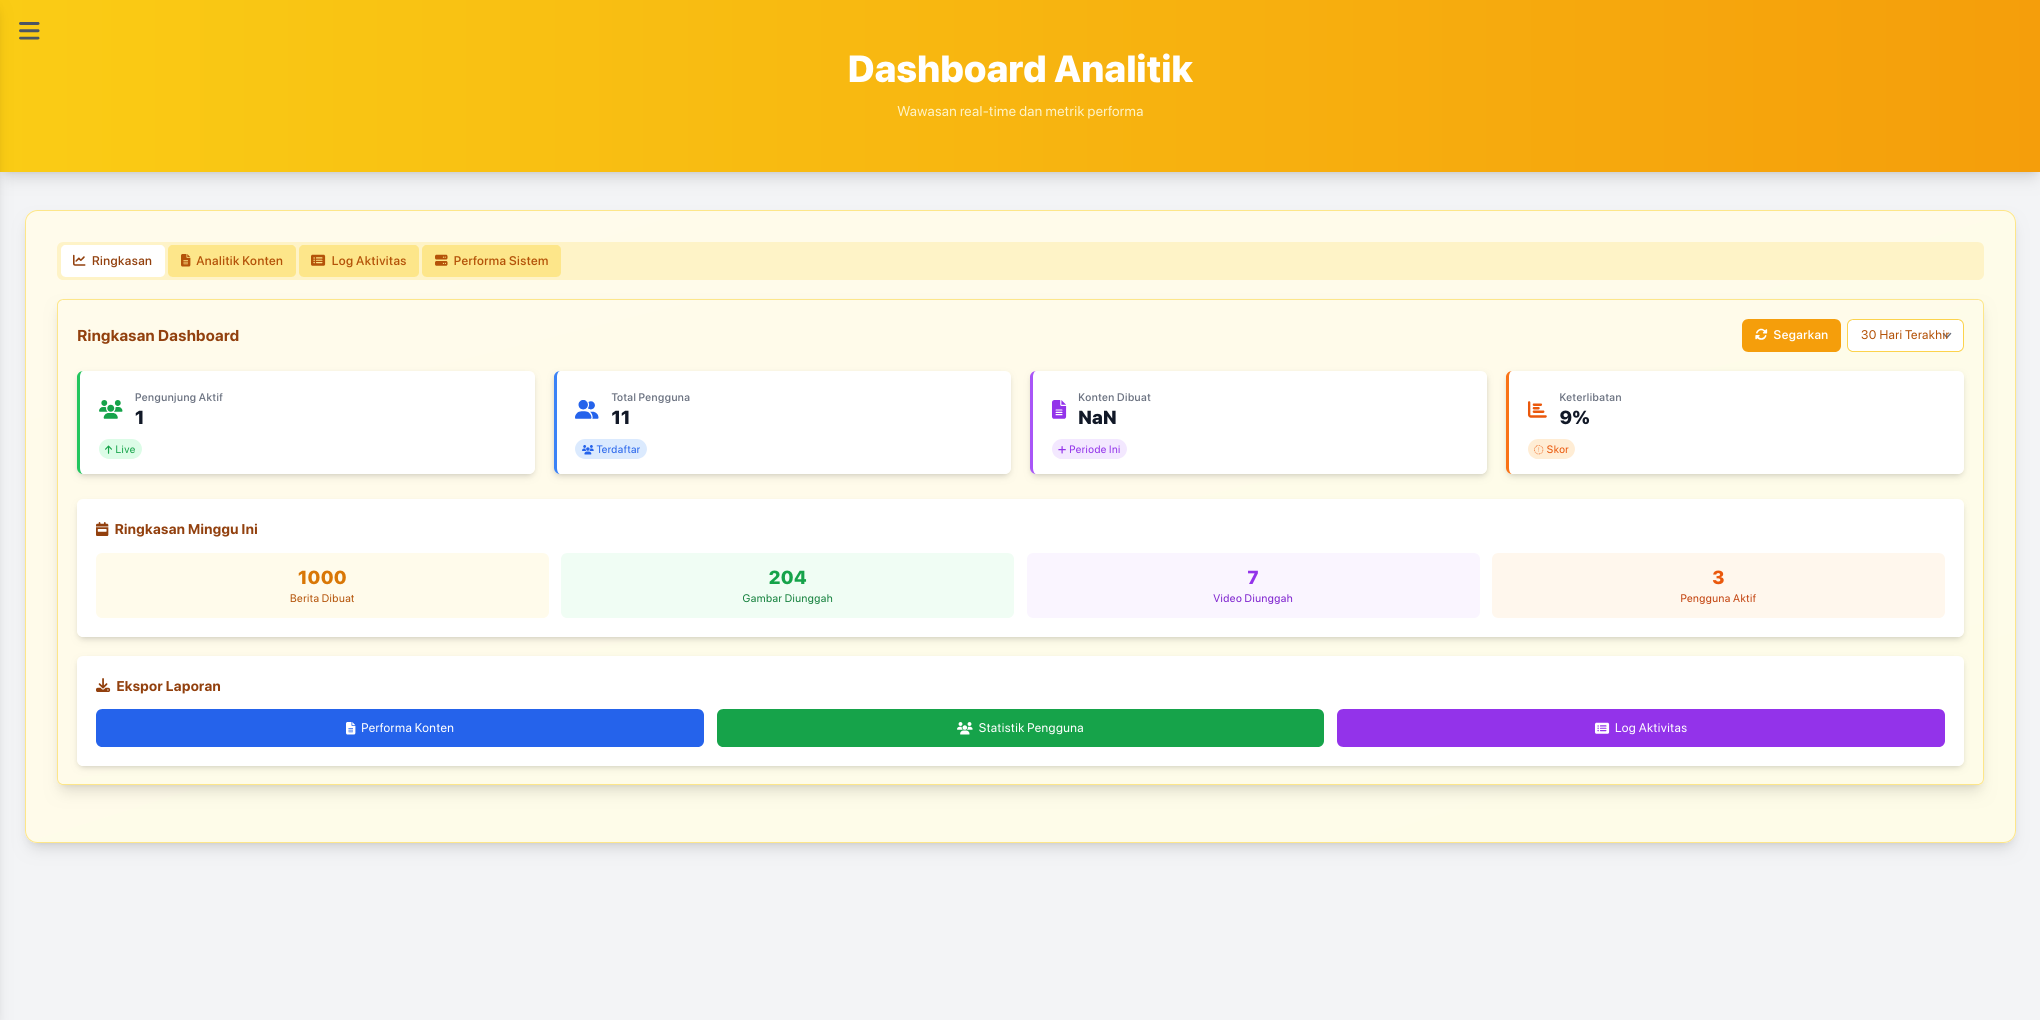 Dashboard Analitik
Wawasan real-time dan metrik performa
Ringkasan
Analitik Konten
Log Aktivitas
Performa Sistem
Ringkasan Dashboard
Segarkan
30 Hari Terakhir
Pengunjung Aktif
1
Live
Total Pengguna
11
Terdaftar
Konten Dibuat
NaN
Periode Ini
Keterlibatan
9%
Skor
Ringkasan Minggu Ini
1000
Berita Dibuat
204
Gambar Diunggah
7
Video Diunggah
3
Pengguna Aktif
Ekspor Laporan
Performa Konten
Statistik Pengguna
Log Aktivitas